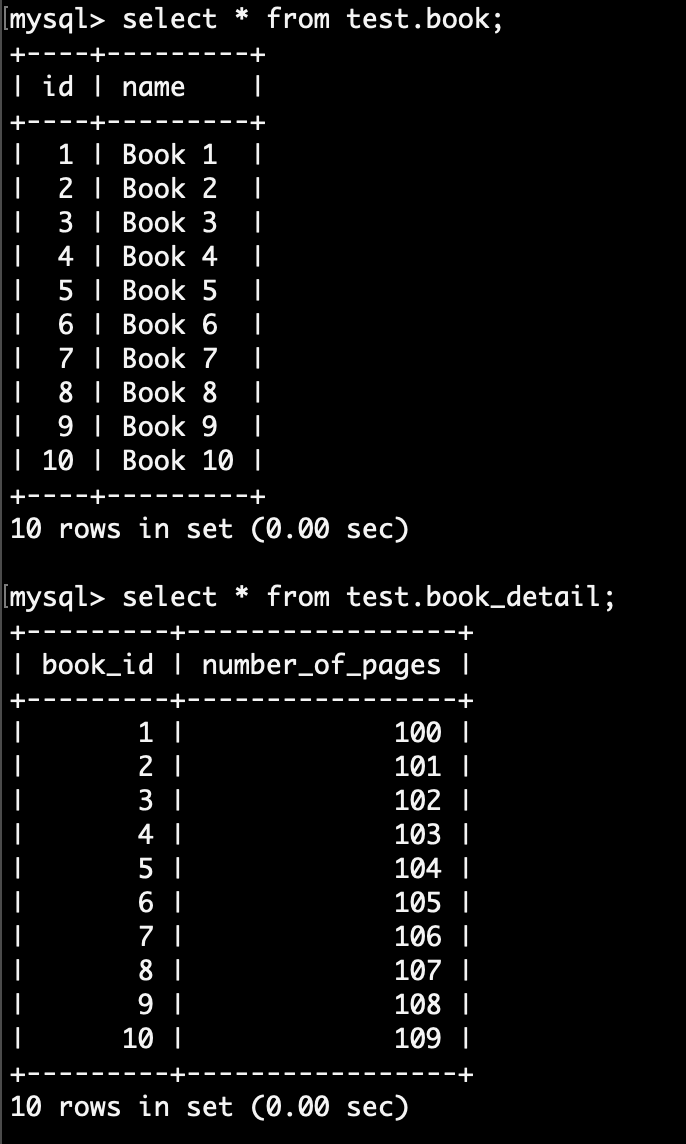 [mysql> select * from test.book;
+----+---------+
| id | name    |
+----+---------+
|  1 | Book 1  |
|  2 | Book 2  |
|  3 | Book 3  |
|  4 | Book 4  |
|  5 | Book 5  |
|  6 | Book 6  |
|  7 | Book 7  |
|  8 | Book 8  |
|  9 | Book 9  |
| 10 | Book 10 |
+----+---------+
10 rows in set (0.00 sec)

[mysql> select * from test.book_detail;
+---------+-----------------+
| book_id | number_of_pages |
+---------+-----------------+
|       1 |             100 |
|       2 |             101 |
|       3 |             102 |
|       4 |             103 |
|       5 |             104 |
|       6 |             105 |
|       7 |             106 |
|       8 |             107 |
|       9 |             108 |
|      10 |             109 |
+---------+-----------------+
10 rows in set (0.00 sec)